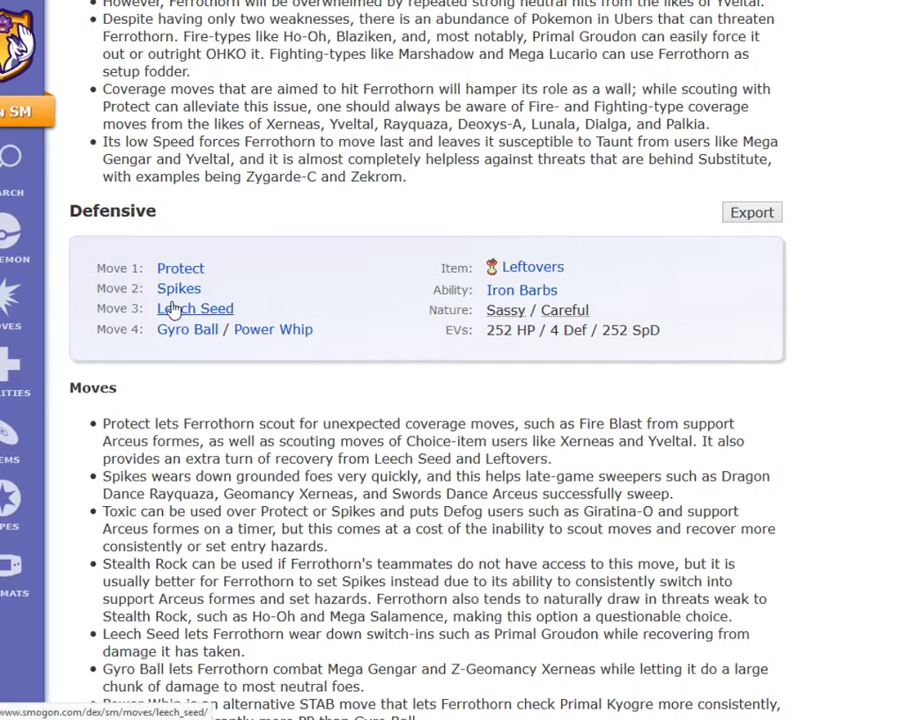 However, Ferrothorn will be overwhelmed by repeated strong neutral hits from the likes of Yveltal.
Despite having only two weaknesses, there is an abundance of Pokemon in Ubers that can threaten
Ferrothorn. Fire-types like Ho-Oh, Blaziken, and, most notably, Primal Groudon can easily force it
out or outright OHKO it. Fighting-types like Marshadow and Mega Lucario can use Ferrothorn as
setup fodder.
Coverage moves that are aimed to hit Ferrothorn will hamper its role as a wall; while scouting with
Protect can alleviate this issue, one should always be aware of Fire- and Fighting-type coverage
moves from the likes of Xerneas, Yveltal, Rayquaza, Deoxys-A, Lunala, Dialga, and Palkia.
Its low Speed forces Ferrothorn to move last and leaves it susceptible to Taunt from users like Mega
Gengar and Yveltal, and it is almost completely helpless against threats that are behind Substitute,
with examples being Zygarde-C and Zekrom.
SM
ARCH
EMON
VES
ITIES
EMS
PES
MATS
Defensive
Export
Move 1: Protect
Move 2: Spikes
Move 3: Leech Seed
Move 4: Gyro Ball / Power Whip
Item: Leftovers
Ability: Iron Barbs
Nature: Sassy / Careful
EVs: 252 HP / 4 Def / 252 SpD
Moves
Protect lets Ferrothorn scout for unexpected coverage moves, such as Fire Blast from support
Arceus formes, as well as scouting moves of Choice-item users like Xerneas and Yveltal. It also
provides an extra turn of recovery from Leech Seed and Leftovers.
Spikes wears down grounded foes very quickly, and this helps late-game sweepers such as Dragon
Dance Rayquaza, Geomancy Xerneas, and Swords Dance Arceus successfully sweep.
Toxic can be used over Protect or Spikes and puts Defog users such as Giratina-O and support
Arceus formes on a timer, but this comes at a cost of the inability to scout moves and recover more
consistently or set entry hazards.
Stealth Rock can be used if Ferrothorn's teammates do not have access to this move, but it is
usually better for Ferrothorn to set Spikes instead due to its ability to consistently switch into
support Arceus formes and set hazards. Ferrothorn also tends to naturally draw in threats weak to
Stealth Rock, such as Ho-Oh and Mega Salamence, making this option a questionable choice.
Leech Seed lets Ferrothorn wear down switch-ins such as Primal Groudon while recovering from
damage it has taken.
Gyro Ball lets Ferrothorn combat Mega Gengar and Z-Geomancy Xerneas while letting it do a large
chunk of damage to most neutral foes.
Power Whip is an alternative STAB move that lets Ferrothorn check Primal Kyogre more consistently,
more PP than Gyro Ball.
www.smogon.com/dex/sm/moves/leech_seed/